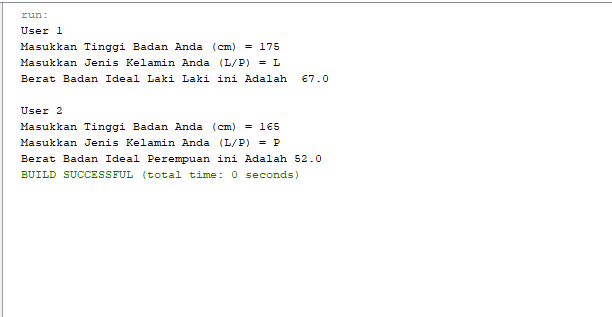 run:
User 1
Masukkan Tinggi Badan Anda (cm) = 175
Masukkan Jenis Kelamin Anda (L/P) = L
Berat Badan Ideal Laki Laki ini Adalah  67.0
User 2
Masukkan Tinggi Badan Anda (cm) = 165
Masukkan Jenis Kelamin Anda (L/P) = P
Berat Badan Ideal Perempuan ini Adalah 52.0
BUILD SUCCESSFUL (total time: 0 seconds)